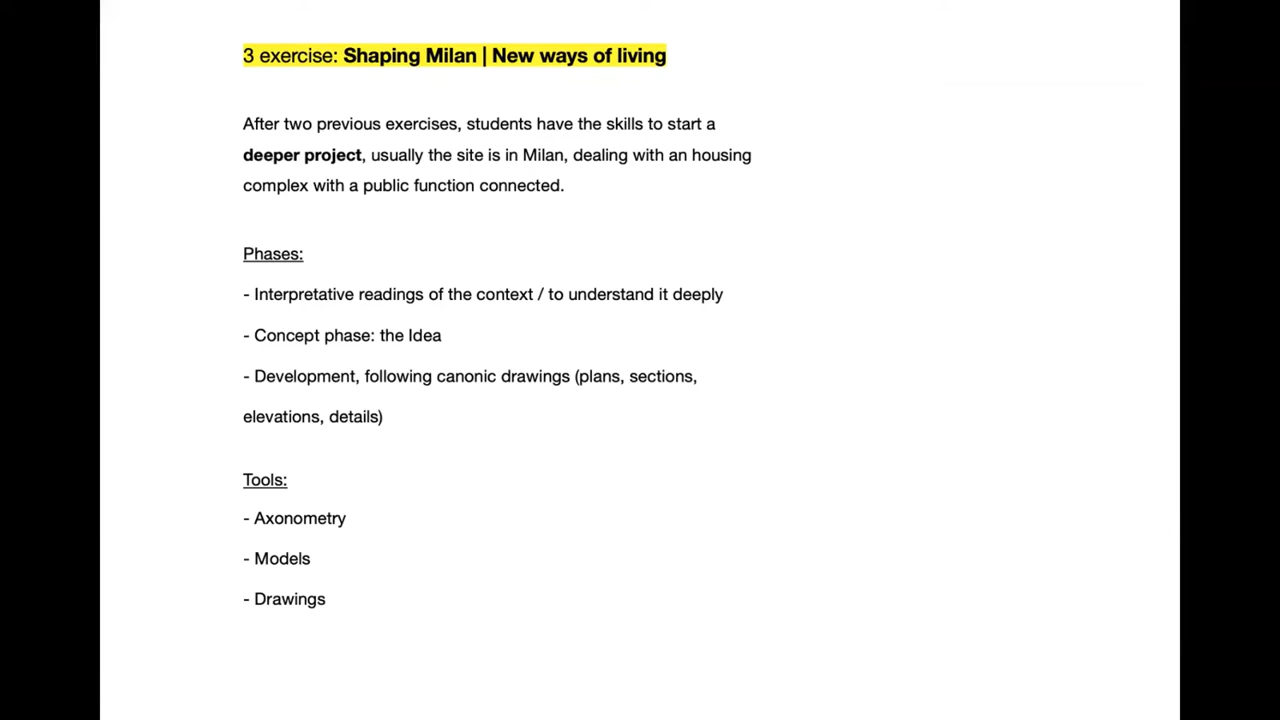 3 exercise: Shaping Milan | New ways of living
After two previous exercises, students have the skills to start a
deeper project, usually the site is in Milan, dealing with an housing
complex with a public function connected.
Phases:
- Interpretative readings of the context / to understand it deeply
- Concept phase: the Idea
- Development, following canonic drawings (plans, sections,
elevations, details)
Tools:
- Axonometry
- Models
- Drawings